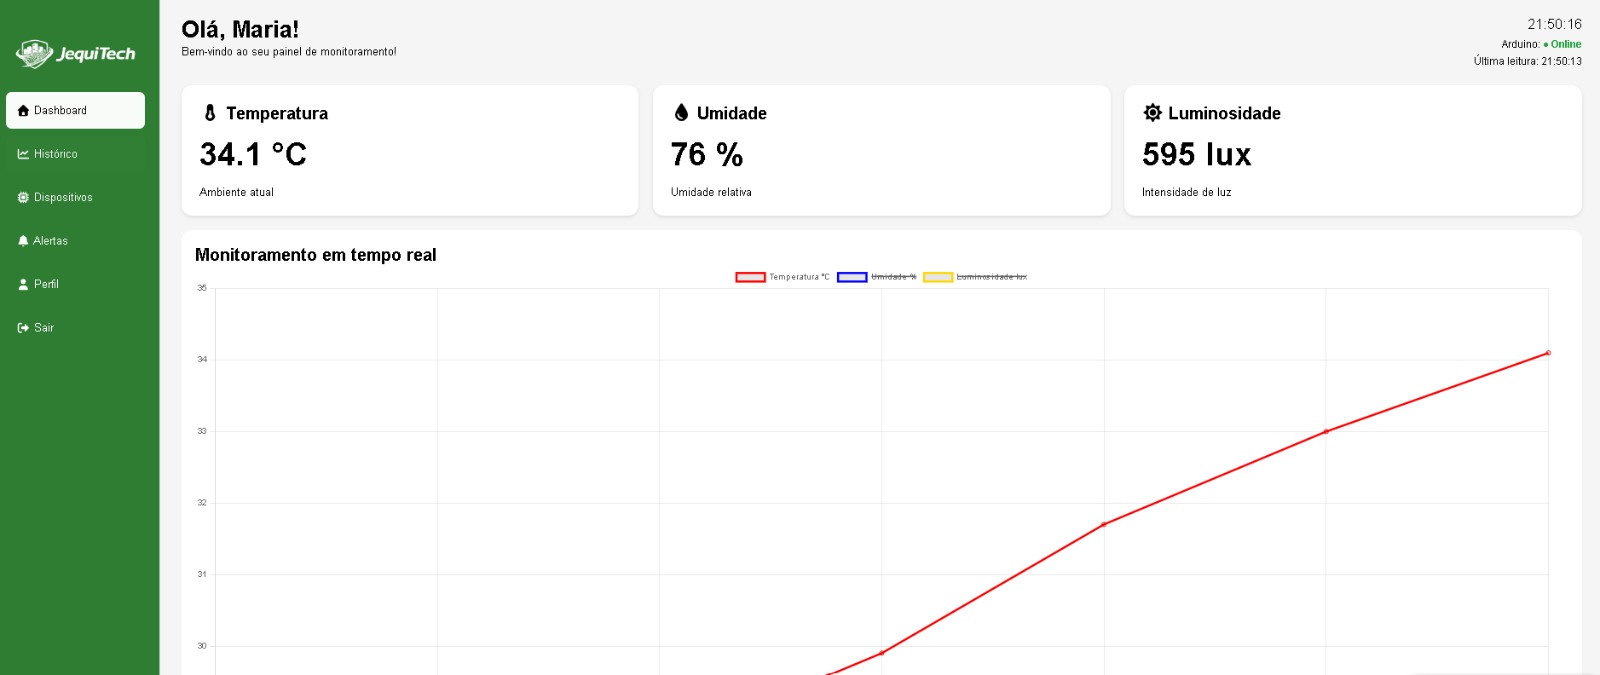 JequiTech
Dashboard
Histórico
Dispositivos
Alertas
Perfil
Sair
Olá, Maria!
Bem-vindo ao seu painel de monitoramento!
21:50:16
Arduino: ● Online
Última leitura: 21:50:13
Temperatura
34.1 °C
Ambiente atual
Umidade
76 %
Umidade relativa
Luminosidade
595 lux
Intensidade de luz
Monitoramento em tempo real
Temperatura °C Umidade % Luminosidade lux
35
34
33
32
31
30